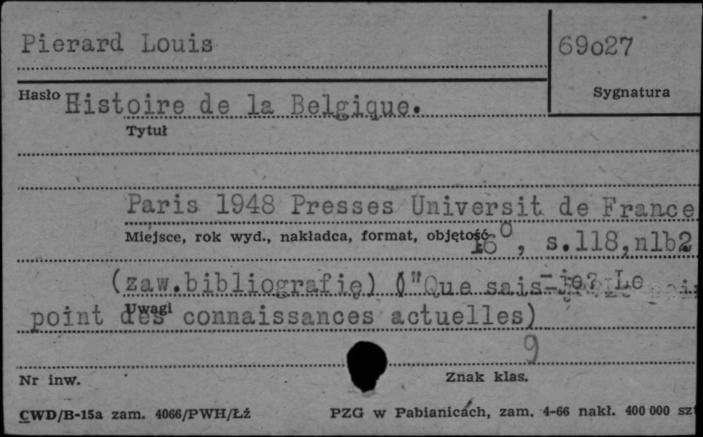 Pierard Louis
69o27
Hasło Histoire de la Belgique.
Sygnatura
Tytuł
Paris 1948 Presses Universit. de France
Miejsce, rok wyd., nakładca, format, objętość 16⁰, s.118,nlb2
(zaw.bibliografię) ("Que sais-je? Le
point des connaissances actuelles)
Uwagi
9
Nr inw.
Znak klas.
CWD/B-15a zam. 4066/PWH/Łź
PZG w Pabianicach, zam. 4-66 nakł. 400 000 szt